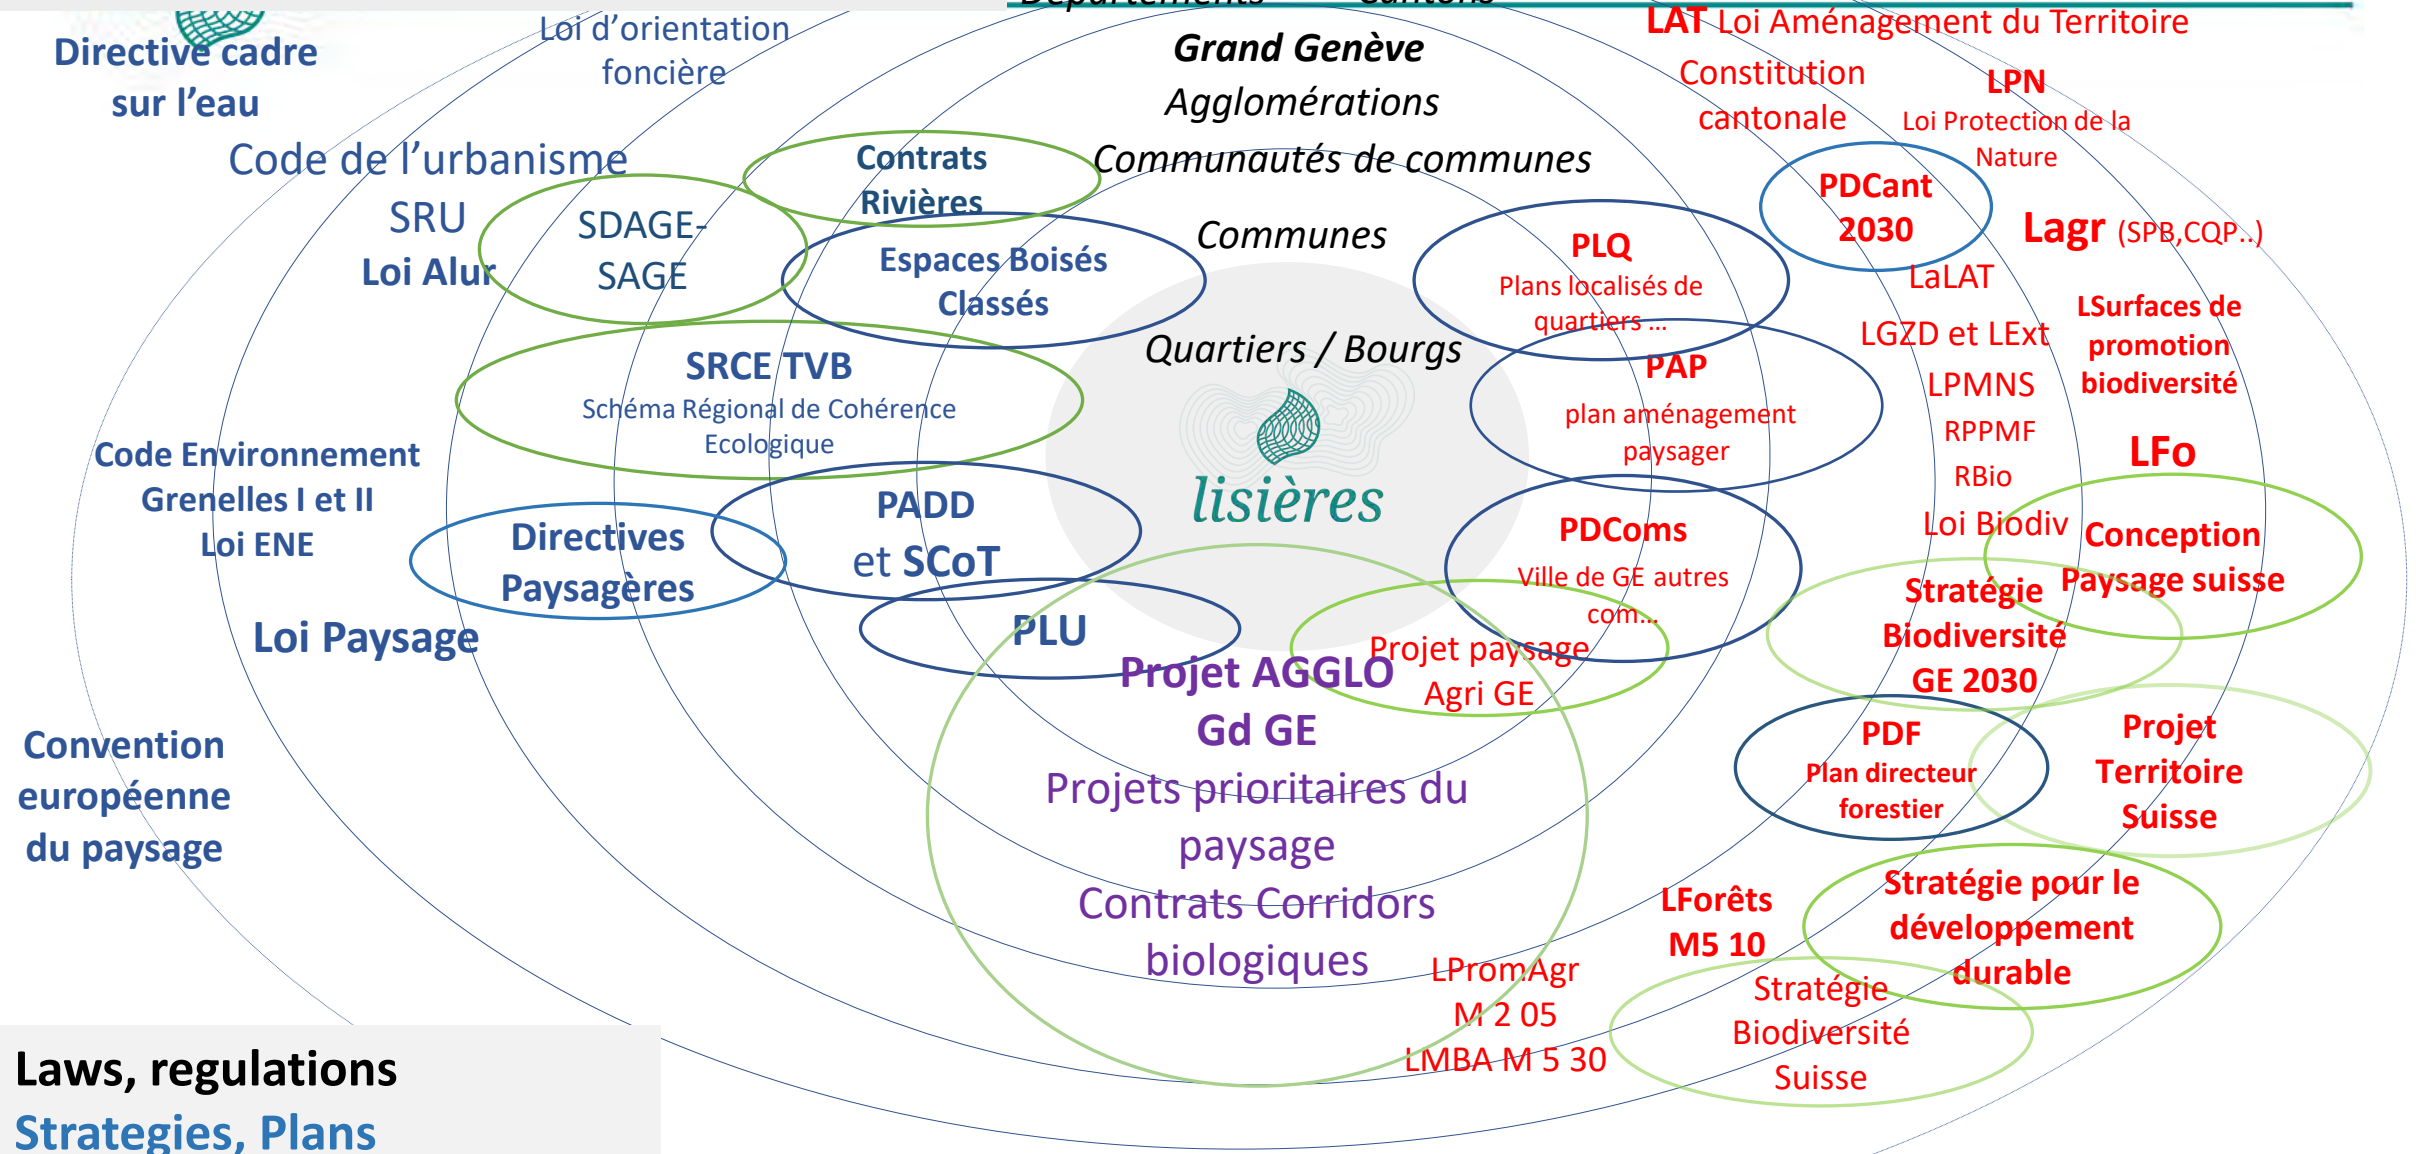 Départements Cantons
LAT Loi Aménagement du Territoire
Loi d'orientation
foncière
Directive cadre
sur l'eau
Grand Genève
Agglomérations
Communautés de communes
Communes
Quartiers / Bourgs
lisières
Constitution
cantonale
LPN
Loi Protection de la
Nature
Code de l'urbanisme
SRU
Loi Alur
SDAGE-
SAGE
Contrats
Rivières
Espaces Boisés
Classés
SRCE TVB
Schéma Régional de Cohérence
Ecologique
Code Environnement
Grenelles I et II
Loi ENE
Directives
Paysagères
PADD
et SCoT
PLU
Loi Paysage
Convention
européenne
du paysage
PLQ
Plans localisés de
quartiers ...
PAP
plan aménagement
paysager
PDComs
Ville de GE autres
com...
Projet paysage
Agri GE
Projet AGGLO
Gd GE
Projets prioritaires du
paysage
Contrats Corridors
biologiques
PDCant
2030
Lagr (SPB,CQP..)
LaLAT
LGZD et LExt
LPMNS
RPPMF
RBio
Loi Biodiv
LSurfaces de
promotion
biodiversité
LFo
Conception
Paysage suisse
Stratégie
Biodiversité
GE 2030
PDF
Plan directeur
forestier
Projet
Territoire
Suisse
LForêts
M5 10
Stratégie pour le
développement
durable
LPromAgr
M 2 05
LMBA M 5 30
Stratégie
Biodiversité
Suisse
Laws, regulations
Strategies, Plans